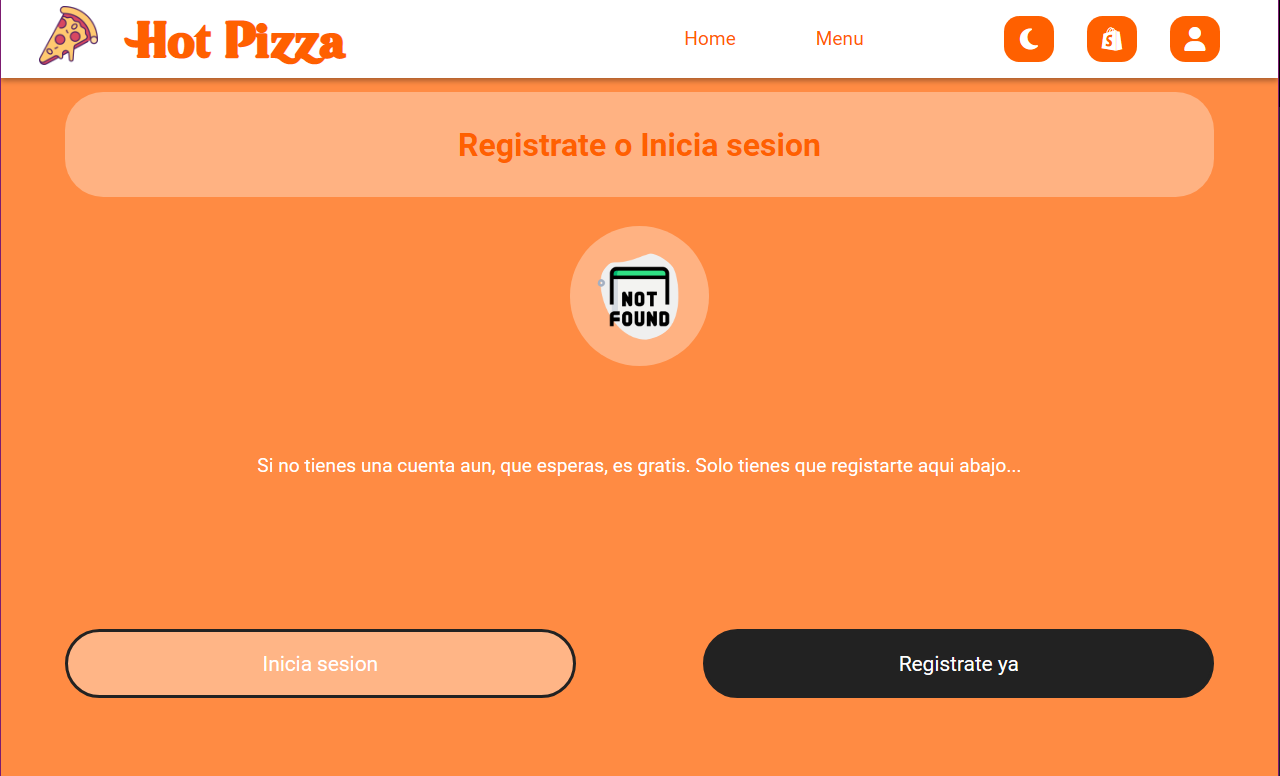 Hot Pizza
Home
Menu
S
Registrate o Inicia sesion
NOT
FOUND
Si no tienes una cuenta aun, que esperas, es gratis. Solo tienes que registarte aqui abajo...
Inicia sesion
Registrate ya